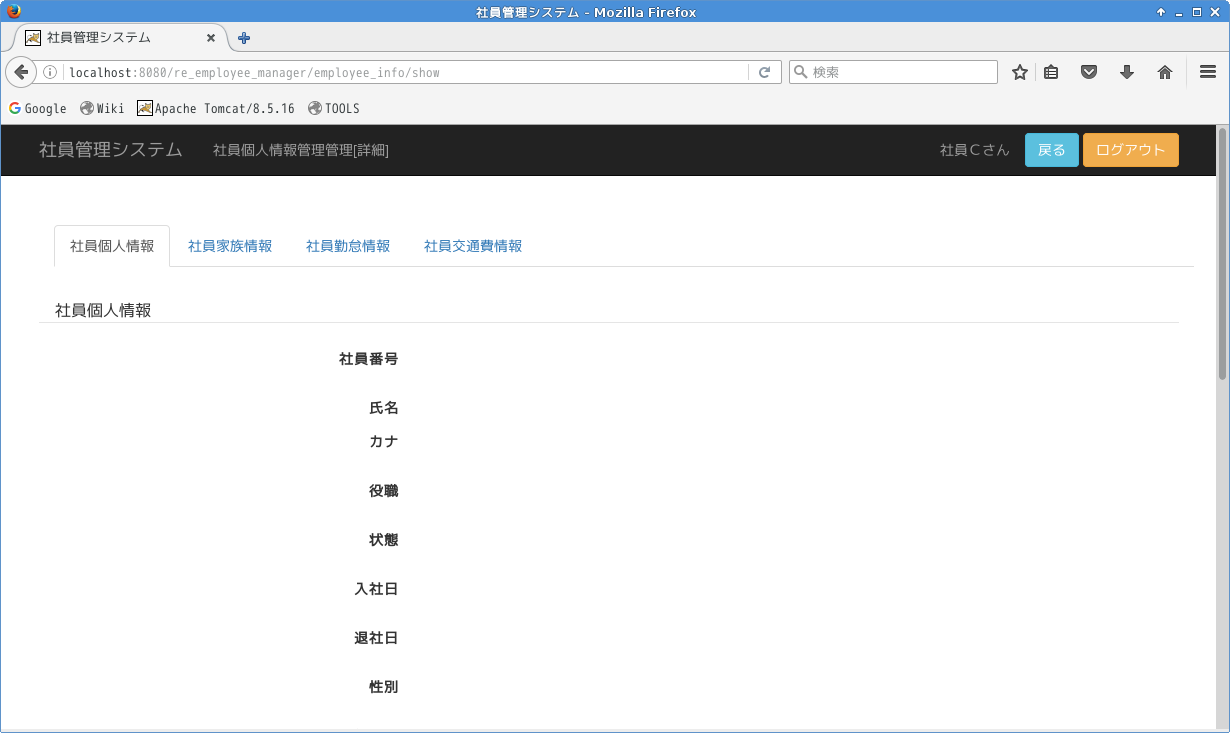 社員管理システム - Mozilla Firefox
社員管理システム
localhost:8080/re_employee_manager/employee_info/show
検索
Google Wiki Apache Tomcat/8.5.16 TOOLS
社員管理システム 社員個人情報管理管理[詳細] 社員Ｃさん 戻る ログアウト
社員個人情報 社員家族情報 社員勤怠情報 社員交通費情報
社員個人情報
社員番号
氏名
カナ
役職
状態
入社日
退社日
性別